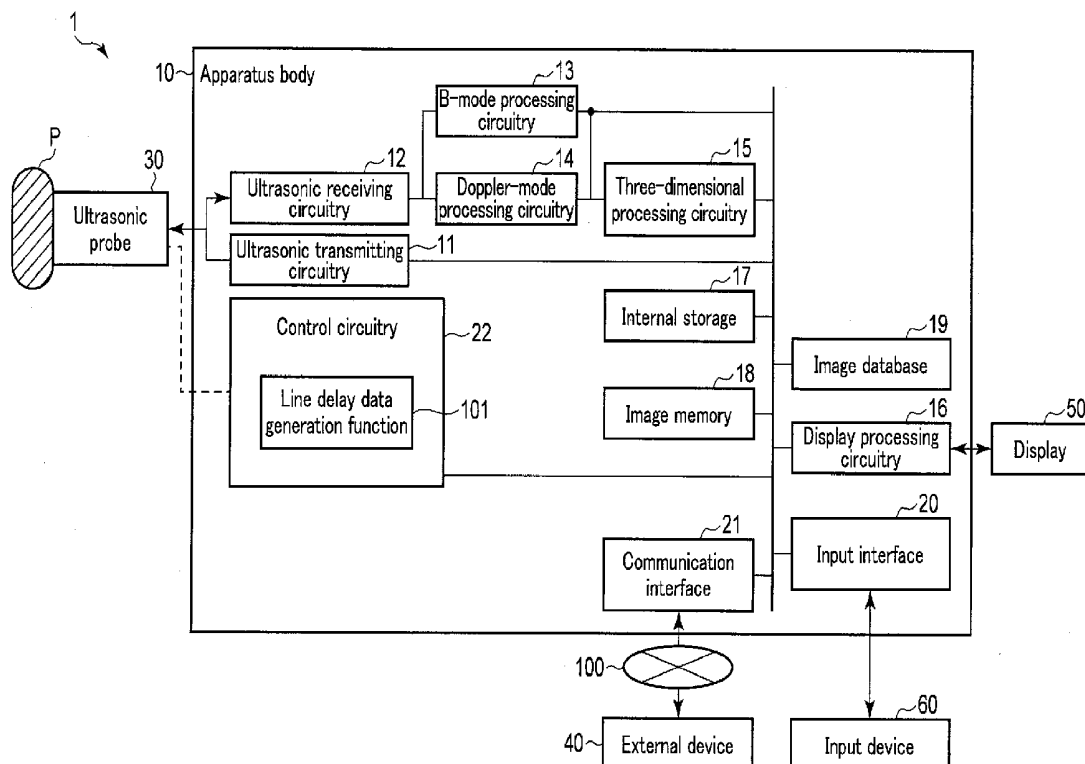 1
10
Apparatus body
13
B-mode processing
circuitry
P
30
12
14
15
Ultrasonic receiving
circuitry
Doppler-mode
processing circuitry
Three-dimensional
processing circuitry
Ultrasonic
probe
11
Ultrasonic transmitting
circuitry
17
Control circuitry
22
Internal storage
19
Image database
18
Line delay data
generation function
101
Image memory
16
50
Display processing
circuitry
Display
21
20
Communication
interface
Input interface
100
60
40
External device
Input device